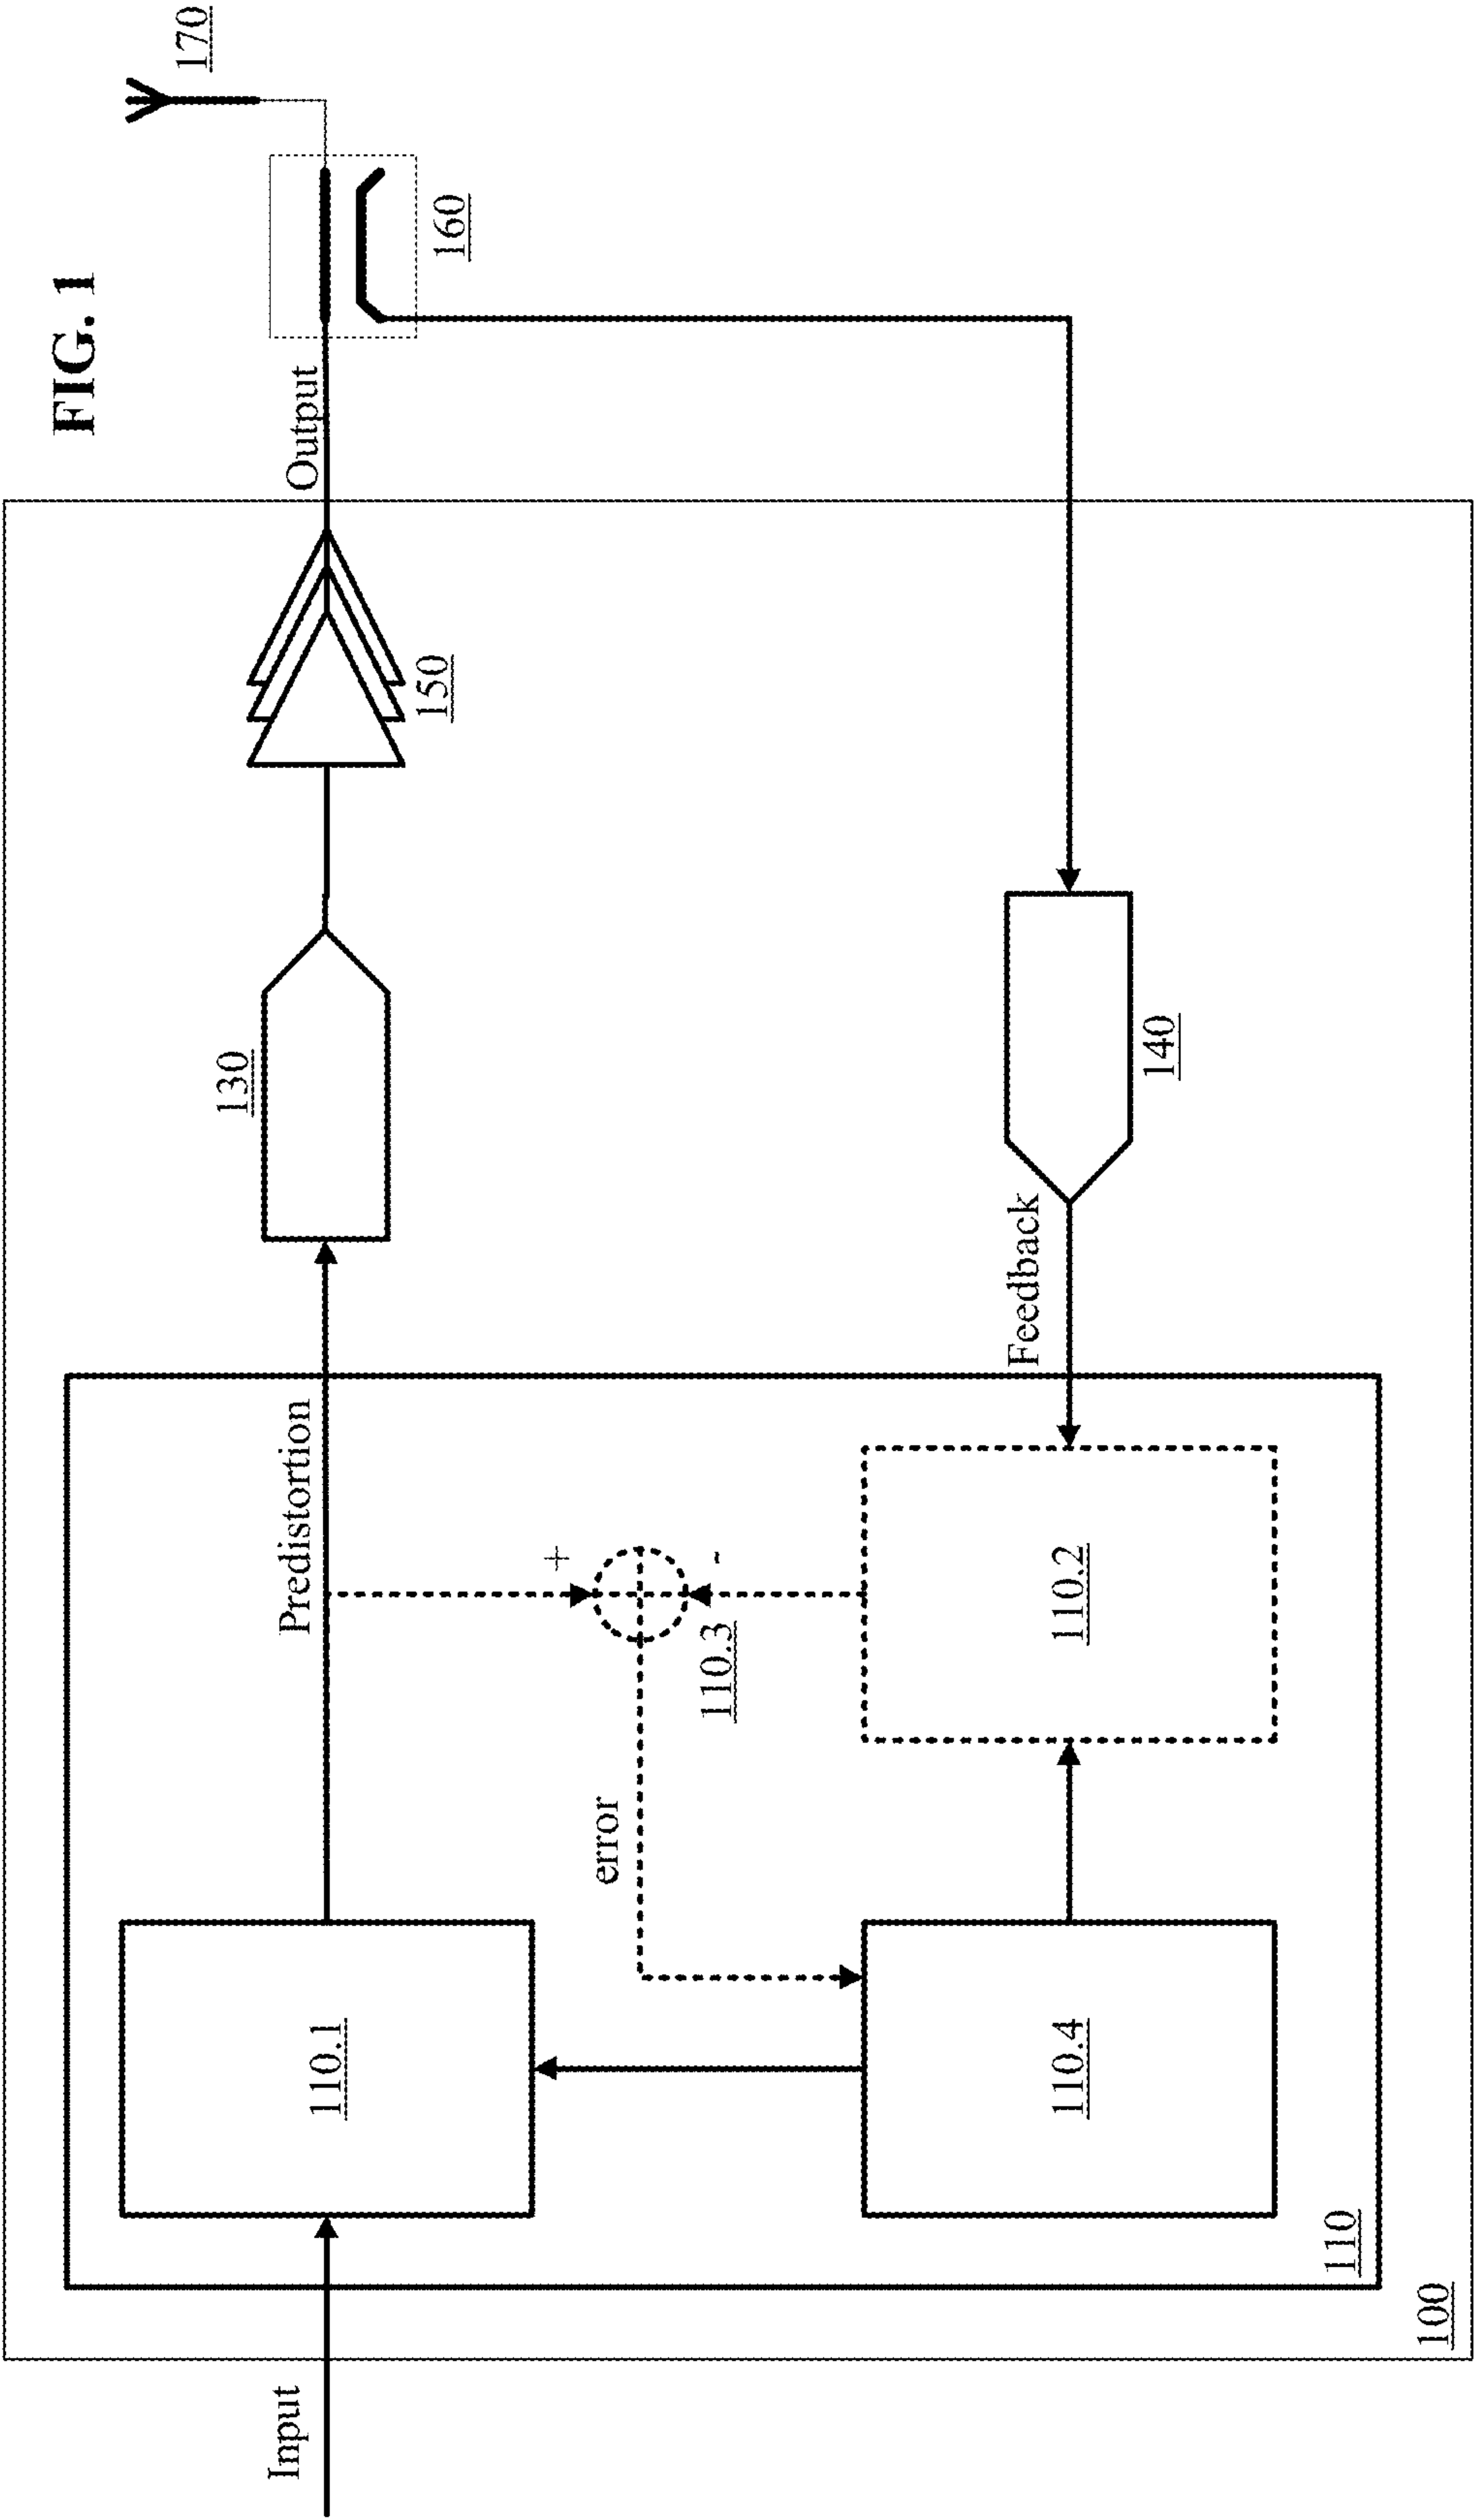 FIG. 1
170
160
Output
150
130
140
Feedback
Predistortion
+
-
110.3
110.2
error
110.1
110.4
110
100
Input